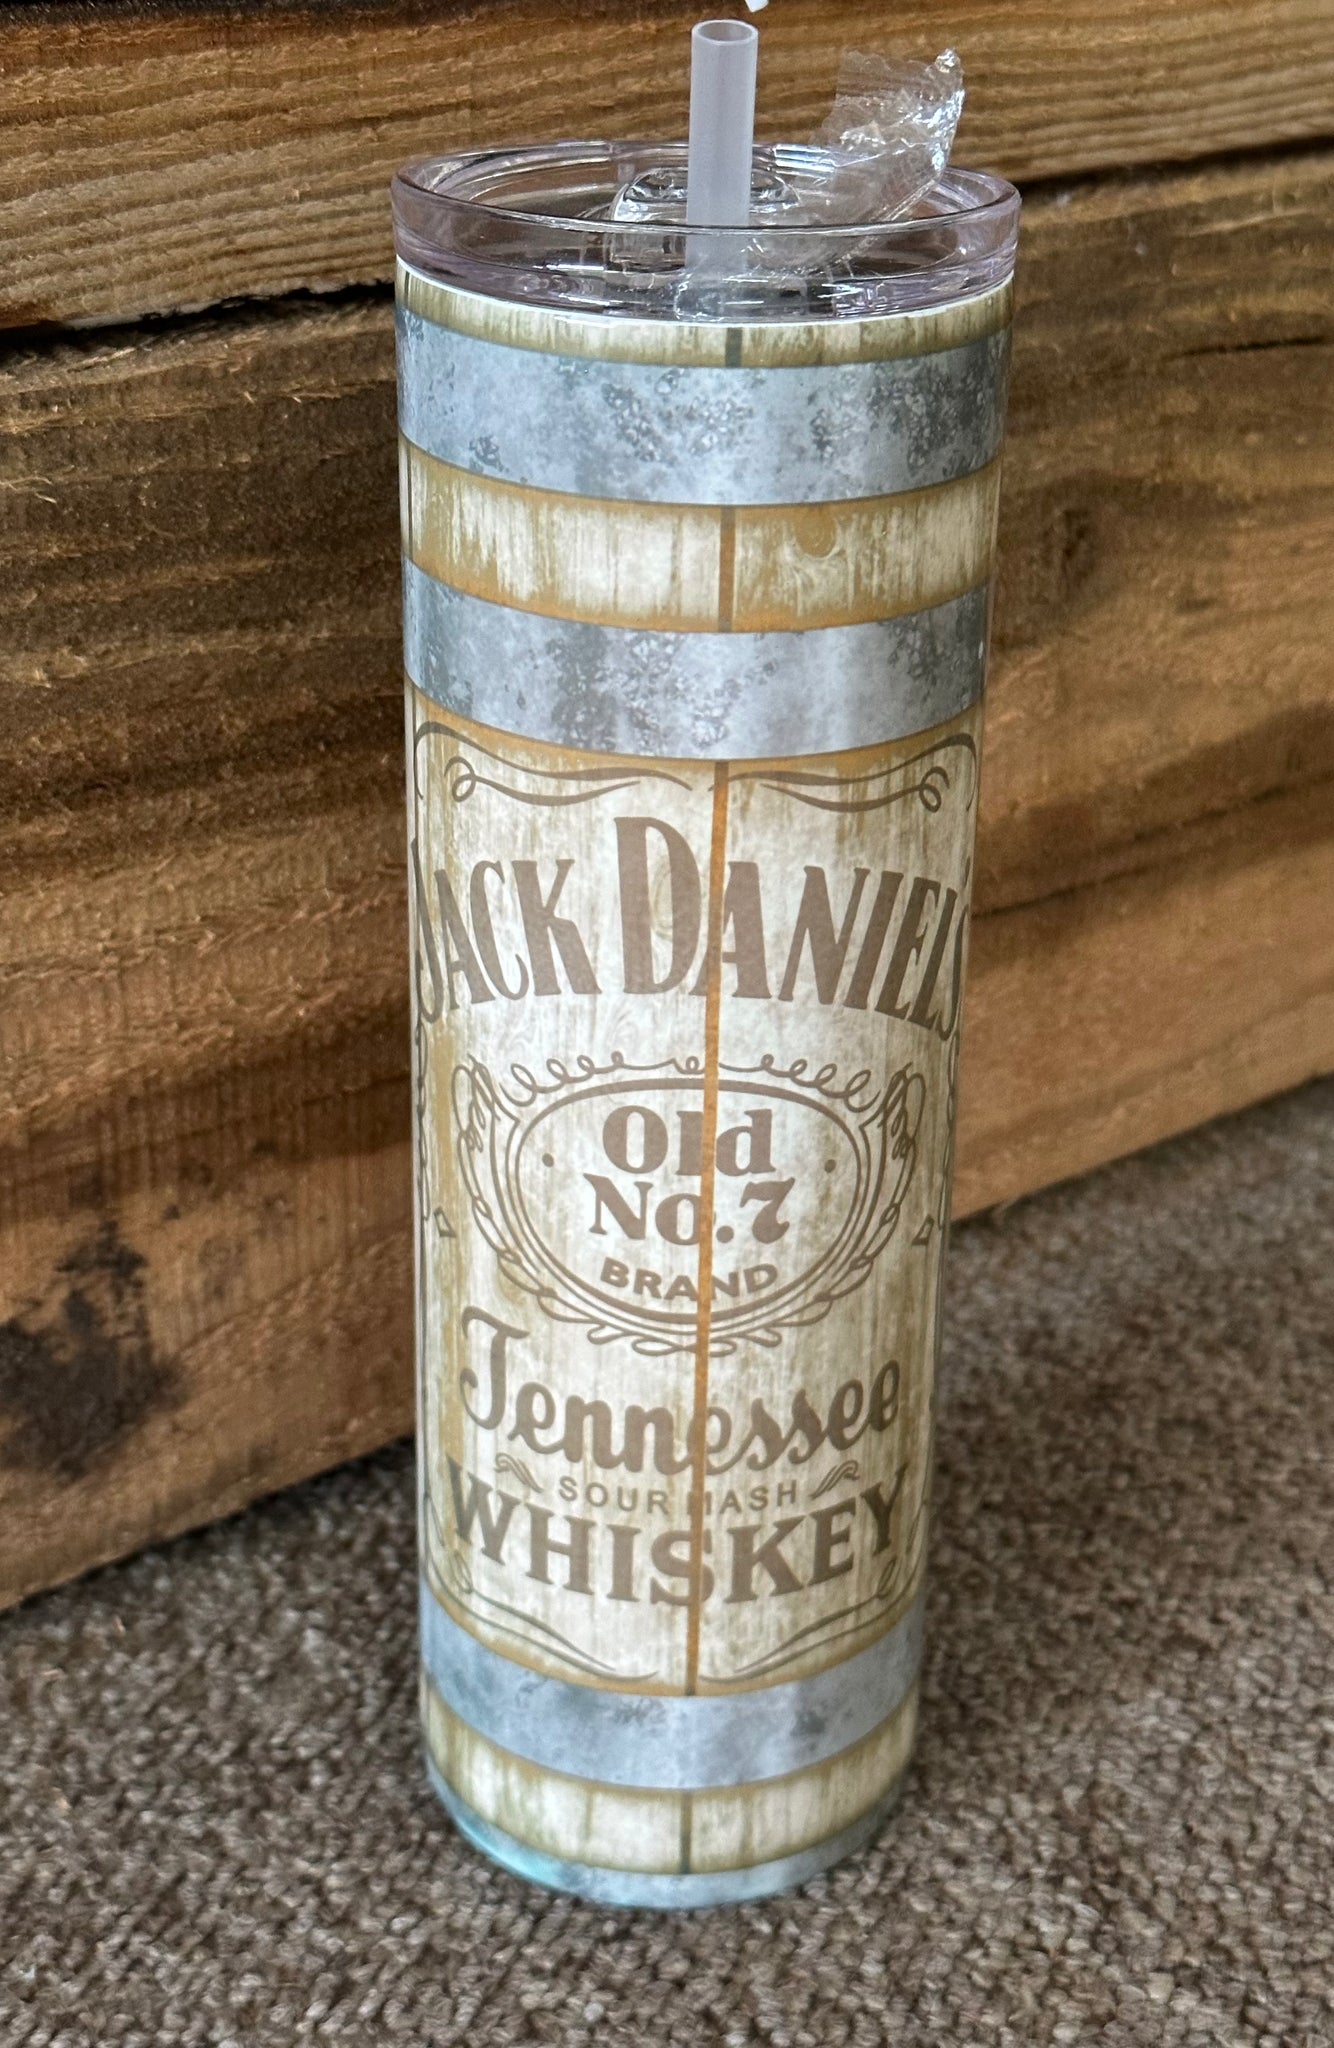 JACK DANIEL'S
Old
No. 7
BRAND
Tennessee
SOUR MASH
WHISKEY